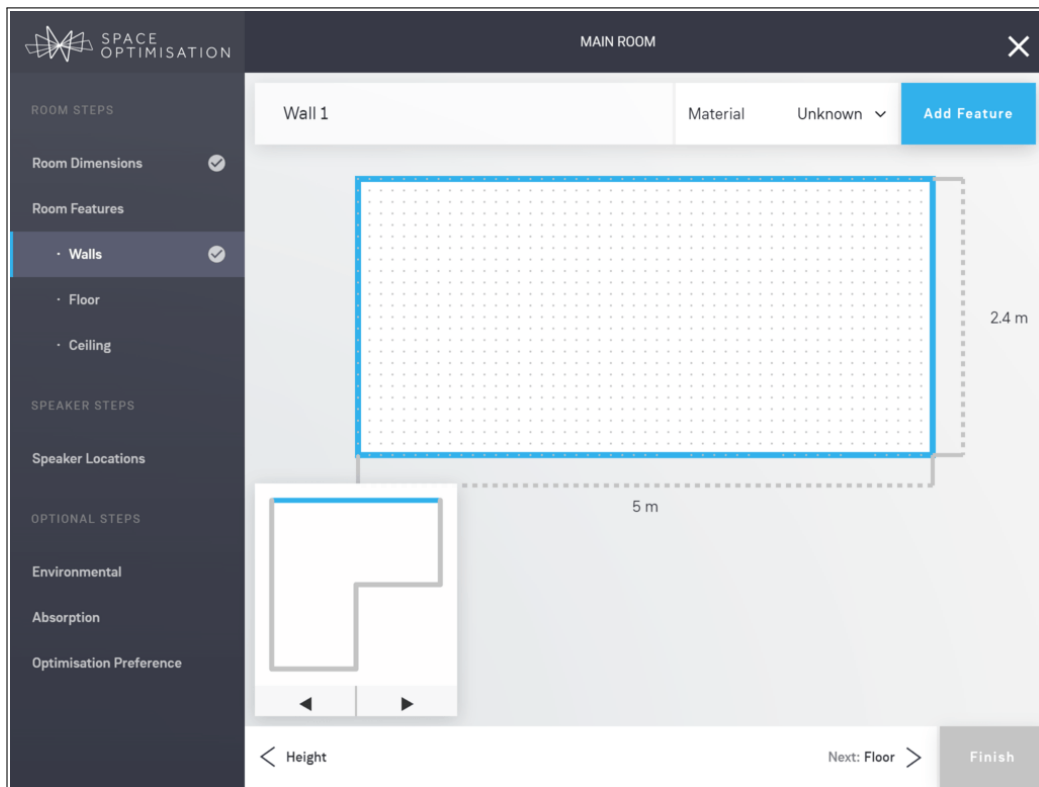 SPACE
OPTIMISATION
MAIN ROOM
ROOM STEPS
Room Dimensions
Room Features
· Walls
· Floor
· Ceiling
SPEAKER STEPS
Speaker Locations
OPTIONAL STEPS
Environmental
Absorption
Optimisation Preference
Wall 1
Material
Unknown
Add Feature
2.4 m
5 m
Height
Next: Floor
Finish